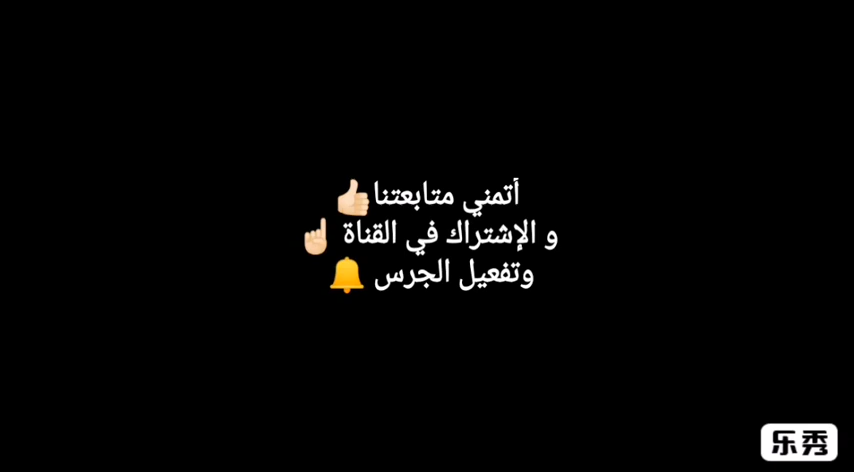 أتمني متابعتنا👍🏻
و الإشتراك في القناة ☝🏻
وتفعيل الجرس 🔔
乐秀